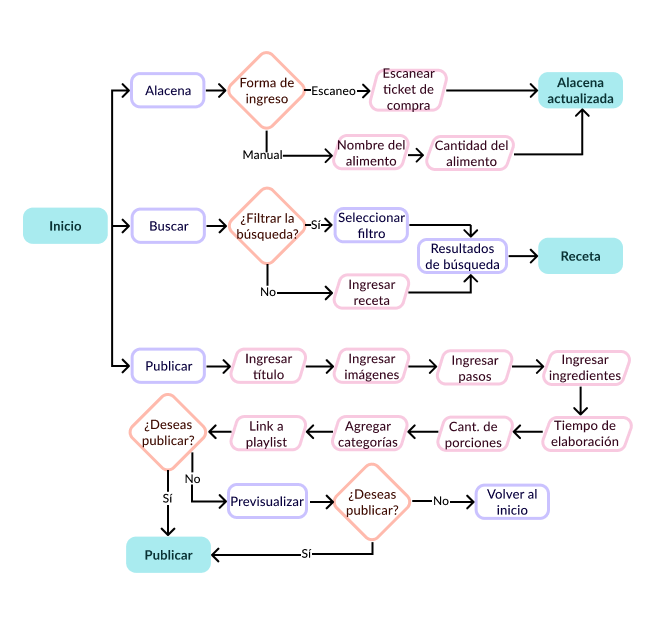 Alacena
Forma de
ingreso
Escaneo
Escanear
ticket de
compra
Alacena
actualizada
Manual
Nombre del
alimento
Cantidad del
alimento
Inicio
Buscar
¿Filtrar la
búsqueda?
Sí
Seleccionar
filtro
Resultados
de búsqueda
Receta
No
Ingresar
receta
Publicar
Ingresar
título
Ingresar
imágenes
Ingresar
pasos
Ingresar
ingredientes
¿Deseas
publicar?
Link a
playlist
Agregar
categorías
Cant. de
porciones
Tiempo de
elaboración
No
Sí
Previsualizar
¿Deseas
publicar?
No
Volver al
inicio
Publicar
Sí